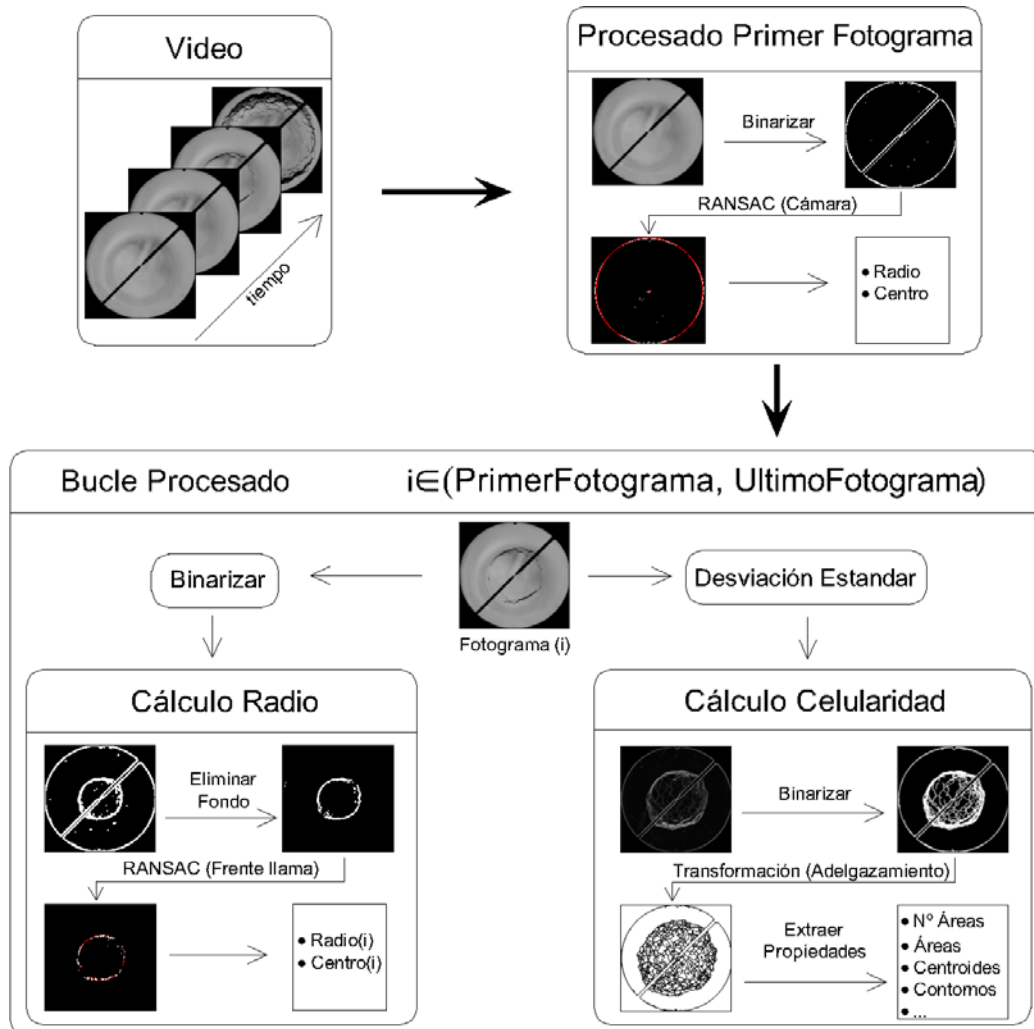 Video
tiempo
Procesado Primer Fotograma
Binarizar
RANSAC (Cámara)
• Radio
• Centro
Bucle Procesado i∈(PrimerFotograma, UltimoFotograma)
Binarizar
Fotograma (i)
Desviación Estandar
Cálculo Radio
Eliminar
Fondo
RANSAC (Frente llama)
• Radio(i)
• Centro(i)
Cálculo Celularidad
Binarizar
Transformación (Adelgazamiento)
Extraer
Propiedades
• Nº Áreas
• Áreas
• Centroides
• Contornos
• ...